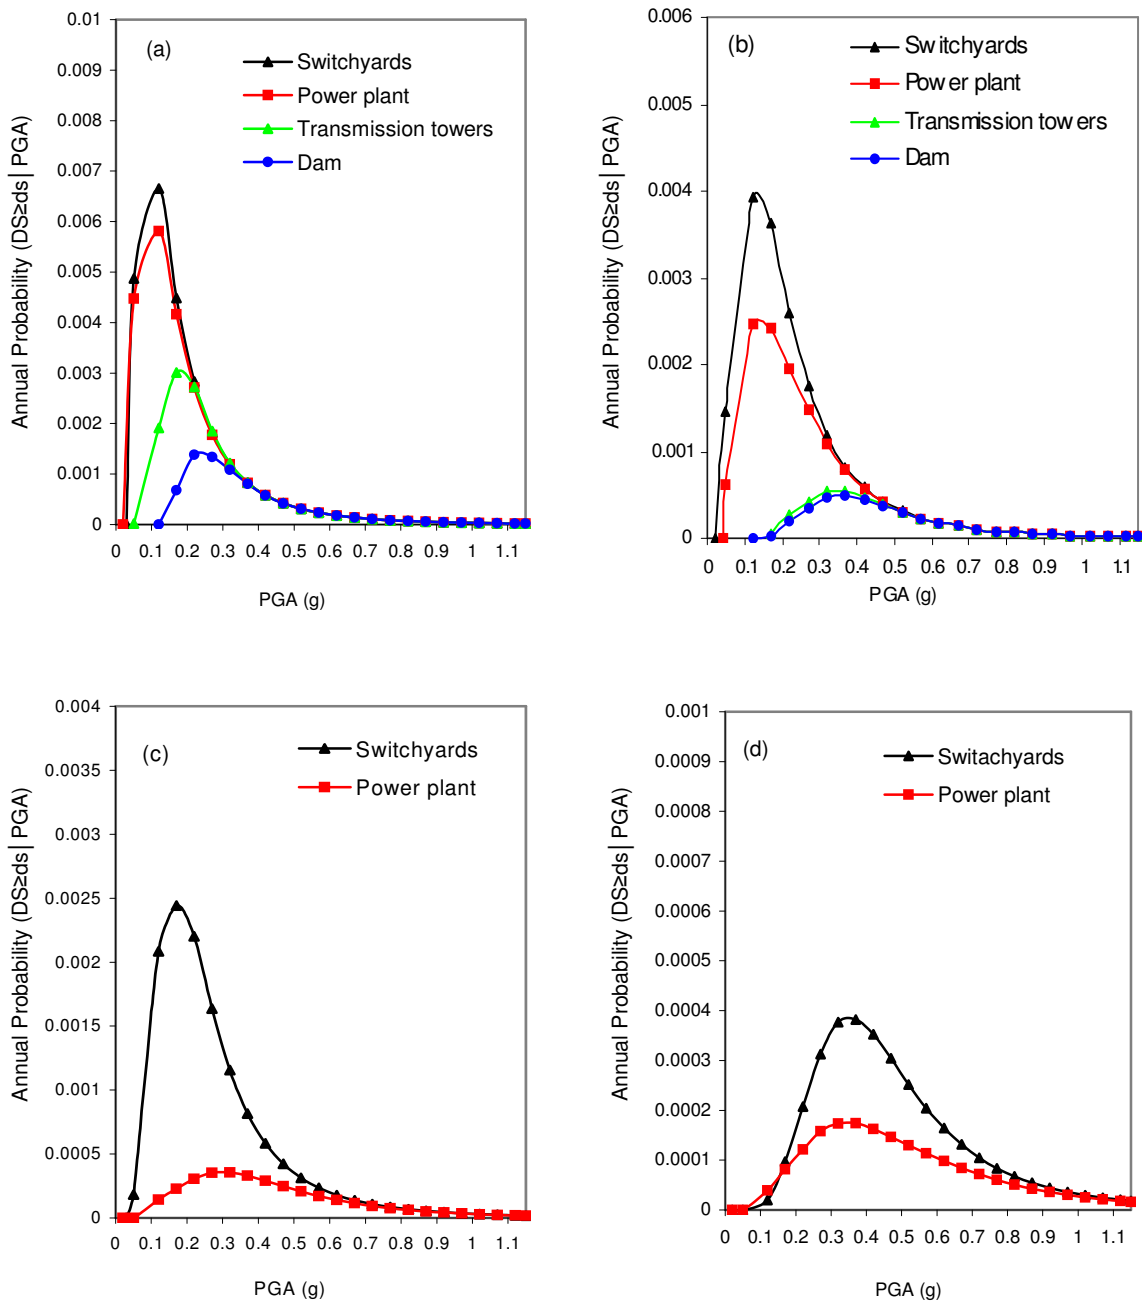 (a)
Switchyards
Power plant
Transmission towers
Dam
0.01
0.009
0.008
0.007
0.006
0.005
0.004
0.003
0.002
0.001
0
Annual Probability (DS≥ds| PGA)
0 0.1 0.2 0.3 0.4 0.5 0.6 0.7 0.8 0.9 1 1.1
PGA (g)
(b)
Switchyards
Power plant
Transmission towers
Dam
0.006
0.005
0.004
0.003
0.002
0.001
0
Annual Probability (DS≥ds| PGA)
0 0.1 0.2 0.3 0.4 0.5 0.6 0.7 0.8 0.9 1 1.1
PGA (g)
(c)
Switchyards
Power plant
0.004
0.0035
0.003
0.0025
0.002
0.0015
0.001
0.0005
0
Annual Probability (DS≥ds| PGA)
0 0.1 0.2 0.3 0.4 0.5 0.6 0.7 0.8 0.9 1 1.1
PGA (g)
(d)
Switachyards
Power plant
0.001
0.0009
0.0008
0.0007
0.0006
0.0005
0.0004
0.0003
0.0002
0.0001
0
Annual Probability (DS≥ds| PGA)
0 0.1 0.2 0.3 0.4 0.5 0.6 0.7 0.8 0.9 1 1.1
PGA (g)